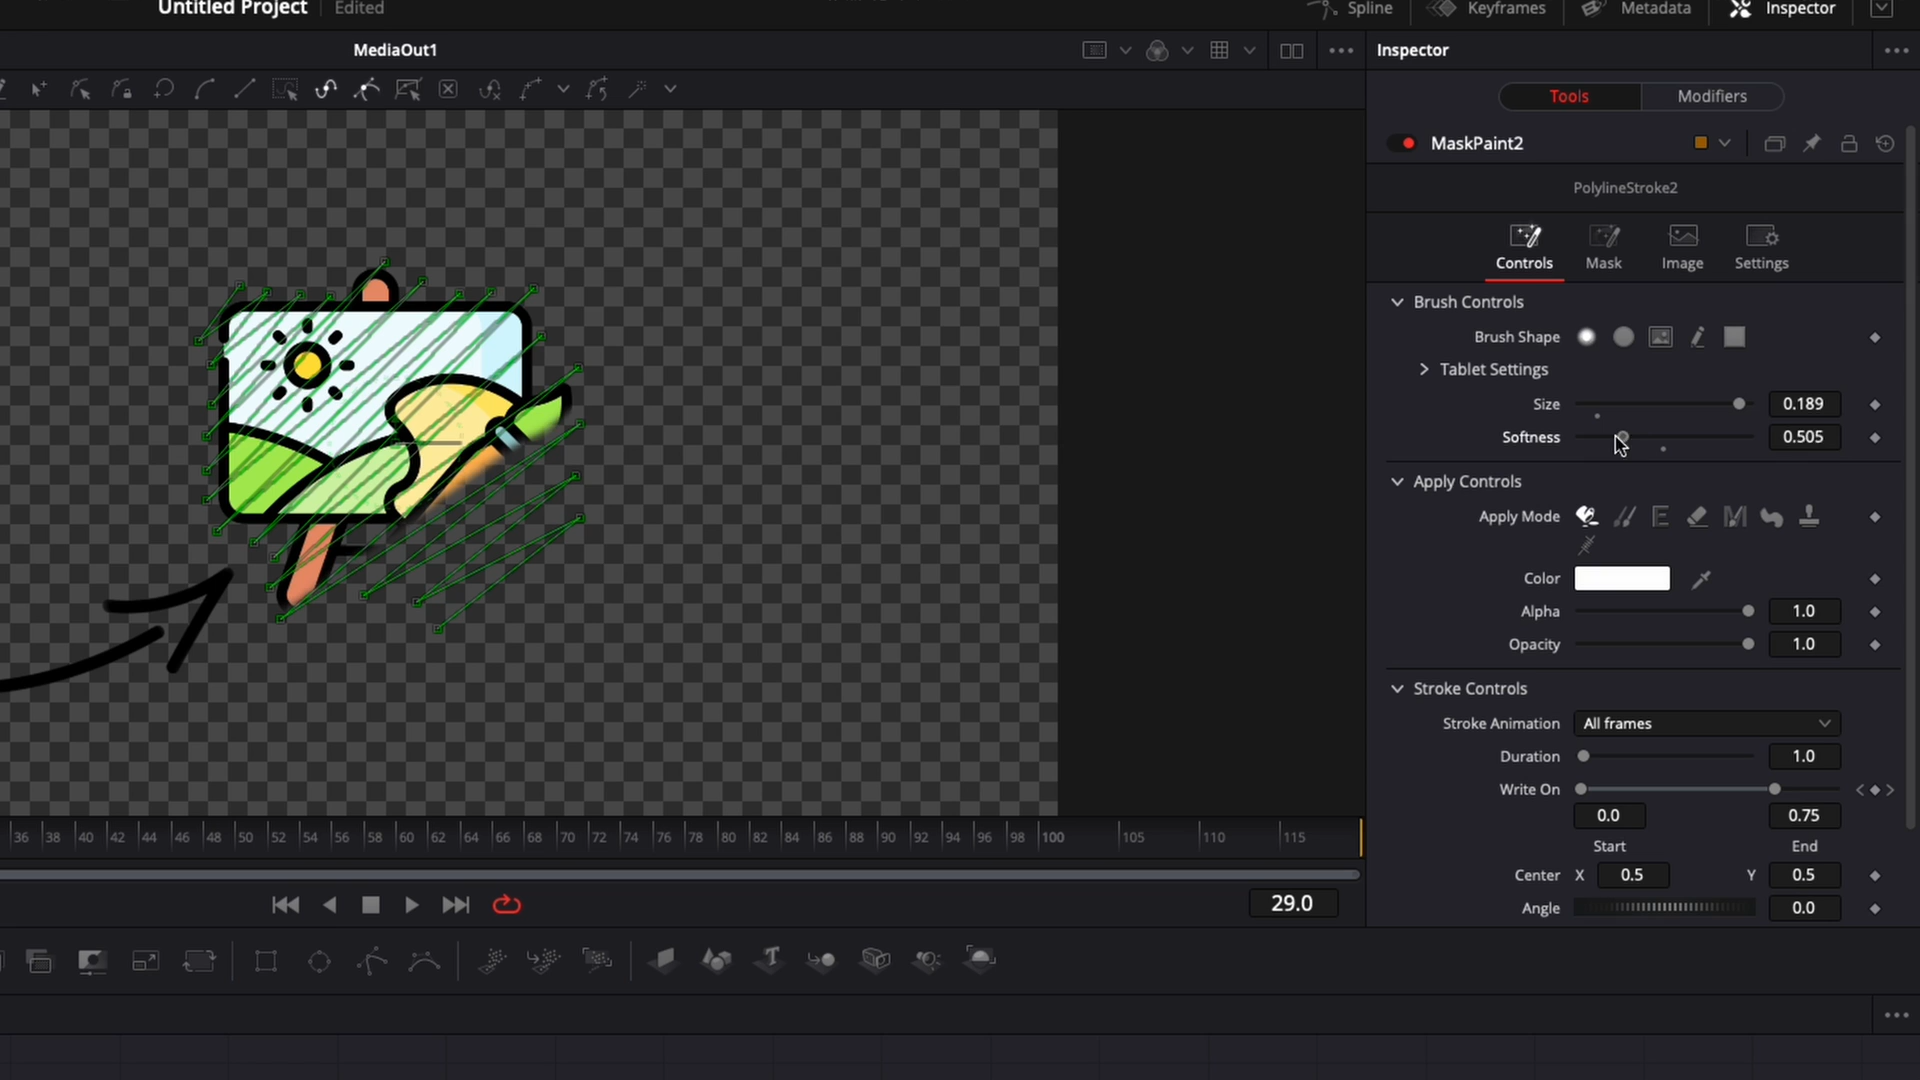 Untitled Project Edited
Spline Keyframes Metadata Inspector
MediaOut1
Inspector
Tools Modifiers
MaskPaint2
PolylineStroke2
Controls Mask Image Settings
Brush Controls
Brush Shape
Tablet Settings
Size 0.189
Softness 0.505
Apply Controls
Apply Mode
Color
Alpha 1.0
Opacity 1.0
Stroke Controls
Stroke Animation All frames
Duration 1.0
Write On
0.0 0.75
Start End
Center X 0.5 Y 0.5
Angle 0.0
36 38 40 42 44 46 48 50 52 54 56 58 60 62 64 66 68 70 72 74 76 78 80 82 84 86 88 90 92 94 96 98 100 105 110 115
29.0